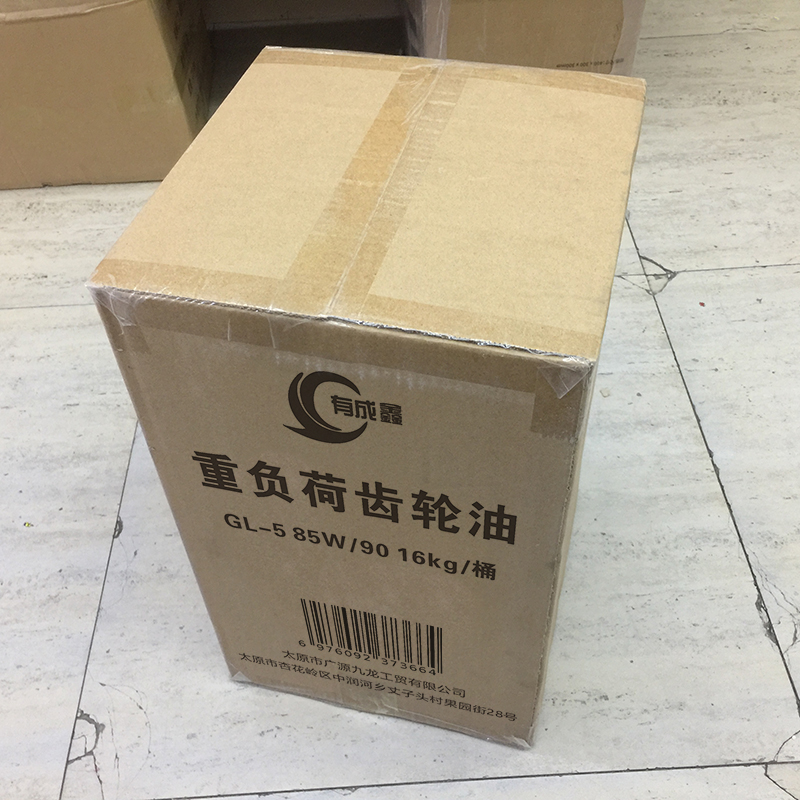 有成鑫
重负荷齿轮油
GL-5 85W/90 16kg/桶
6 976092 373664
太原市广源九龙工贸有限公司
太原市杏花岭区中润河乡丈子头村果园街28号